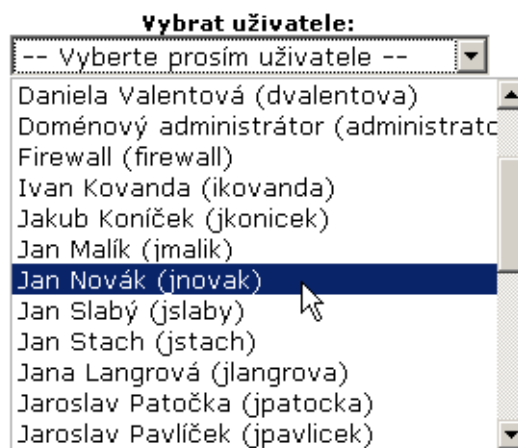 Vybrat uživatele:
-- Vyberte prosím uživatele --
Daniela Valentová (dvalentova)
Doménový administrátor (administratc
Firewall (firewall)
Ivan Kovanda (ikovanda)
Jakub Koníček (jkonicek)
Jan Malík (jmalik)
Jan Novák (jnovak)
Jan Slabý (jslaby)
Jan Stach (jstach)
Jana Langrová (jlangrova)
Jaroslav Patočka (jpatocka)
Jaroslav Pavlíček (jpavlicek)